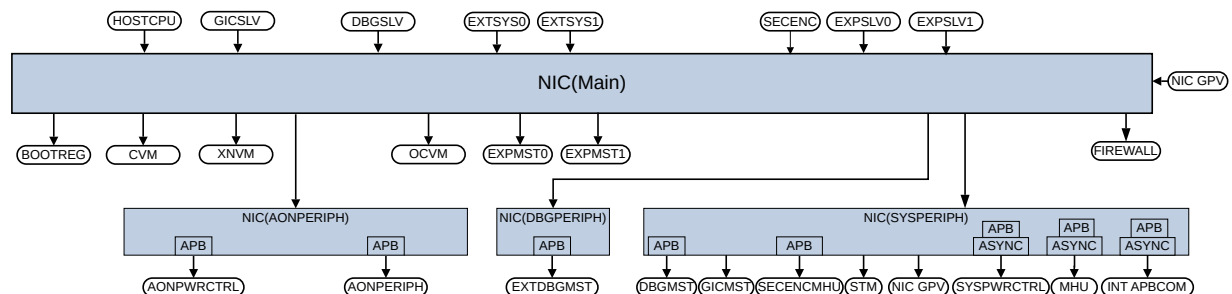 HOSTCPU GICSLV DBGSLV EXTSYS0 EXTSYS1 SECENC EXPSLV0 EXPSLV1
NIC(Main)
NIC GPV
BOOTREG CVM XNVM OCVM EXPMST0 EXPMST1 FIREWALL
NIC(AONPERIPH) NIC(DBGPERIPH) NIC(SYSPERIPH)
APB APB APB
APB APB APB ASYNC APB ASYNC APB ASYNC
AONPWRCTRL AONPERIPH EXTDBGMST DBGMST GICMST SECENCMHU STM NIC GPV SYSPWRCTRL MHU INT APBCOM